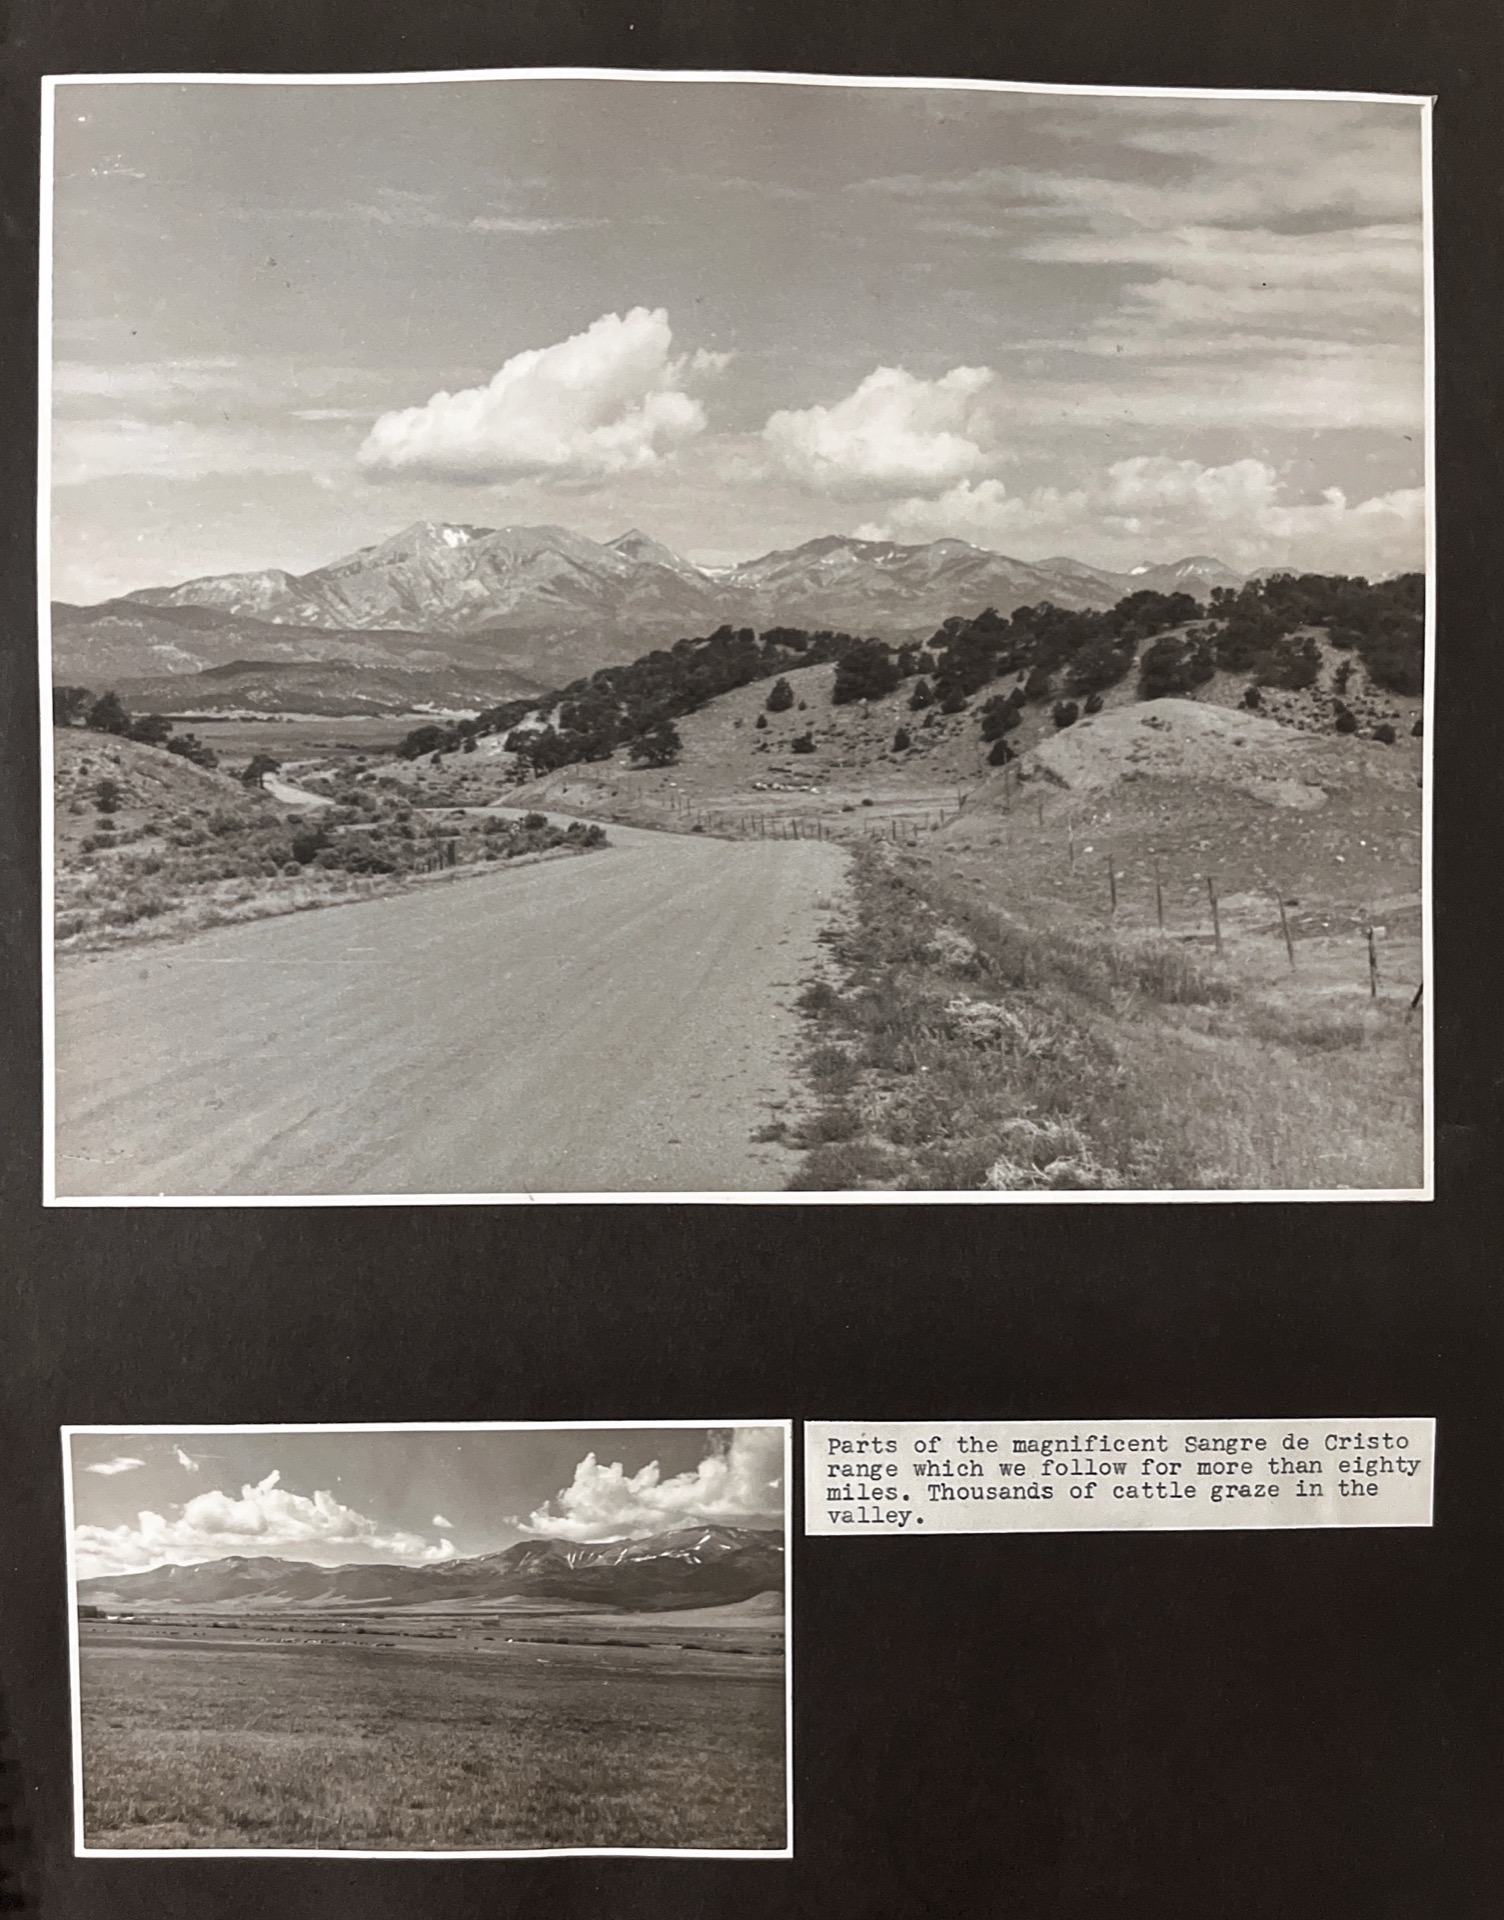 Parts of the magnificent Sangre de Cristo
range which we follow for more than eighty
miles. Thousands of cattle graze in the
valley.